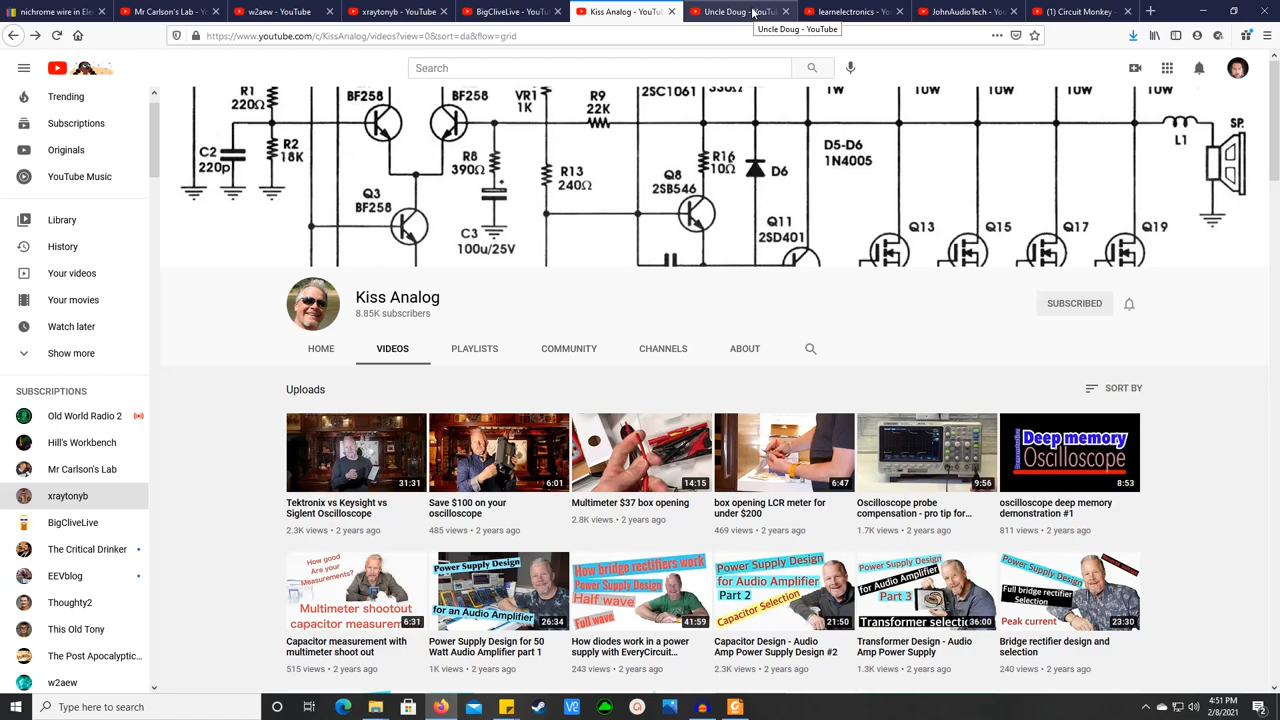 nichrome wire in Elem
Mr Carlson's Lab - Yo
w2aew - YouTube
xraytonyb - YouTube
BigCliveLive - YouTub
Kiss Analog - YouTu
Uncle Doug - YouTu
learnelectronics - You
JohnAudioTech - You
(1) Circuit Monkey -
https://www.youtube.com/c/KissAnalog/videos?view=0&sort=da&flow=grid
Uncle Doug - YouTube
Search
Trending
Subscriptions
Originals
YouTube Music
Library
History
Your videos
Your movies
Watch later
Show more
SUBSCRIPTIONS
Old World Radio 2
Hill's Workbench
Mr Carlson's Lab
xraytonyb
BigCliveLive
The Critical Drinker
EEVblog
Thoughty2
This Old Tony
The Post Apocalyptic...
w2aew
R1
220Ω
BF258
BF258
VR1
1K
R9
22K
2SC1061
330Ω
1W
10W
10W
10W
10W
C2
220p
R2
18K
R8
390Ω
R13
240Ω
R16
10Ω
D6
D5-D6
1N4005
L1
SP.
Q3
BF258
C3
100u/25V
Q8
2SB546
Q11
2SD401
Q13
Q15
Q17
Q19
Kiss Analog
8.85K subscribers
SUBSCRIBED
HOME
VIDEOS
PLAYLISTS
COMMUNITY
CHANNELS
ABOUT
Uploads
SORT BY
31:31
Tektronix vs Keysight vs
Siglent Oscilloscope
2.3K views • 2 years ago
6:01
Save $100 on your
oscilloscope
485 views • 2 years ago
14:15
Multimeter $37 box opening
2.8K views • 2 years ago
6:47
box opening LCR meter for
under $200
469 views • 2 years ago
9:56
Oscilloscope probe
compensation - pro tip for...
1.7K views • 2 years ago
Demonstration
Deep memory
Oscilloscope
8:53
oscilloscope deep memory
demonstration #1
811 views • 2 years ago
How good
Are your
Measurements?
Multimeter shootout
capacitor measurem
6:31
Capacitor measurement with
multimeter shoot out
515 views • 2 years ago
Power Supply Design
for an Audio Amplifier
26:34
Power Supply Design for 50
Watt Audio Amplifier part 1
1K views • 2 years ago
How bridge rectifiers work
Power Supply Design
Half wave
Full wave
41:59
How diodes work in a power
supply with EveryCircuit...
243 views • 2 years ago
Power Supply Design
for Audio Amplifier
Part 2
Capacitor Selection
21:50
Capacitor Design - Audio
Amp Power Supply Design #2
2.3K views • 2 years ago
Power Supply Design
for Audio Amplifier
Part 3
Transformer selectio
36:00
Transformer Design - Audio
Amp Power Supply
1.3K views • 2 years ago
Power Supply Design
for Audio Amplifier
Full bridge rectifier
Selection
Peak current
23:30
Bridge rectifier design and
selection
240 views • 2 years ago
Type here to search
4:51 PM
2/8/2021
2